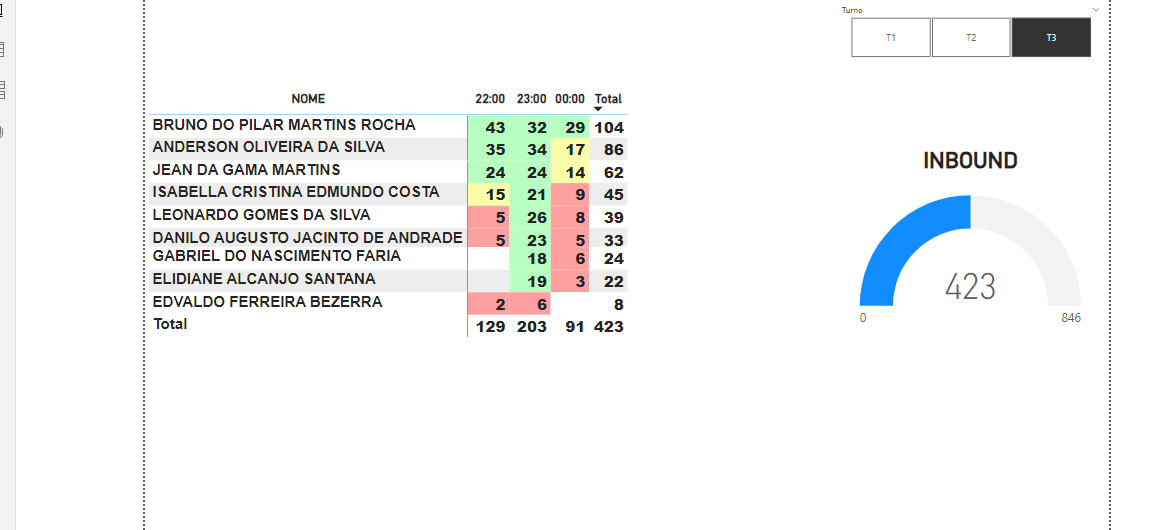 Turno
T1 T2 T3
NOME 22:00 23:00 00:00 Total
BRUNO DO PILAR MARTINS ROCHA 43 32 29 104
ANDERSON OLIVEIRA DA SILVA 35 34 17 86
JEAN DA GAMA MARTINS 24 24 14 62
ISABELLA CRISTINA EDMUNDO COSTA 15 21 9 45
LEONARDO GOMES DA SILVA 5 26 8 39
DANILO AUGUSTO JACINTO DE ANDRADE 5 23 5 33
GABRIEL DO NASCIMENTO FARIA 18 6 24
ELIDIANE ALCANJO SANTANA 19 3 22
EDVALDO FERREIRA BEZERRA 2 6 8
Total 129 203 91 423
INBOUND
423
0 846